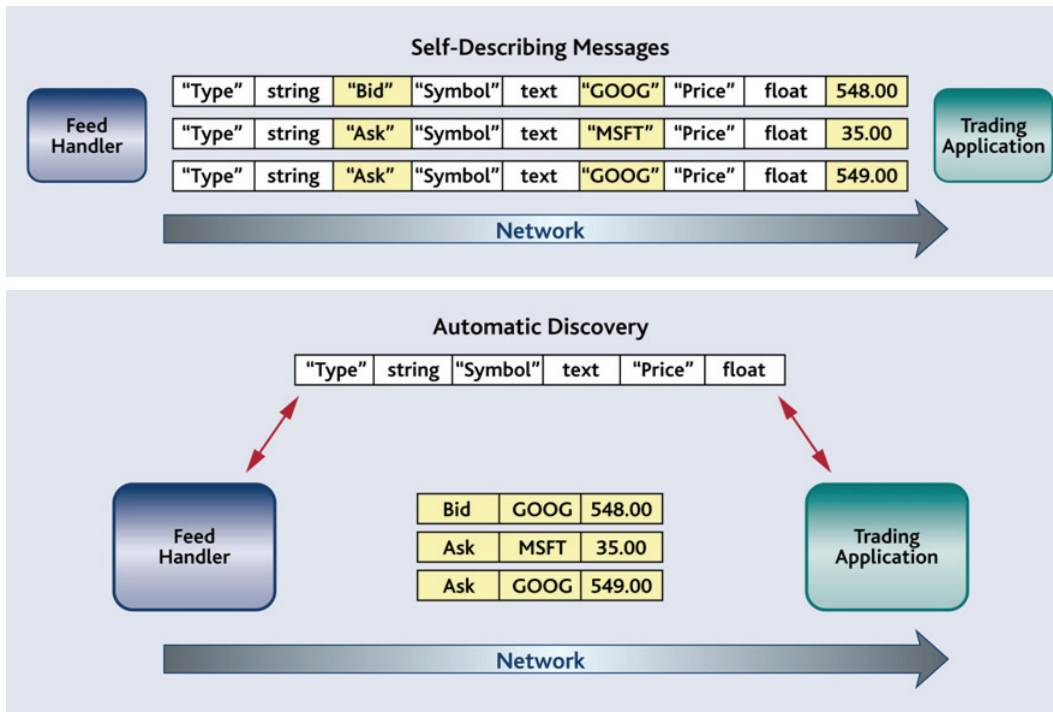 Self-Describing Messages
Feed
Handler
“Type” string “Bid” “Symbol” text “GOOG” “Price” float 548.00
“Type” string “Ask” “Symbol” text “MSFT” “Price” float 35.00
“Type” string “Ask” “Symbol” text “GOOG” “Price” float 549.00
Trading
Application
Network
Automatic Discovery
“Type” string “Symbol” text “Price” float
Feed
Handler
Bid GOOG 548.00
Ask MSFT 35.00
Ask GOOG 549.00
Trading
Application
Network